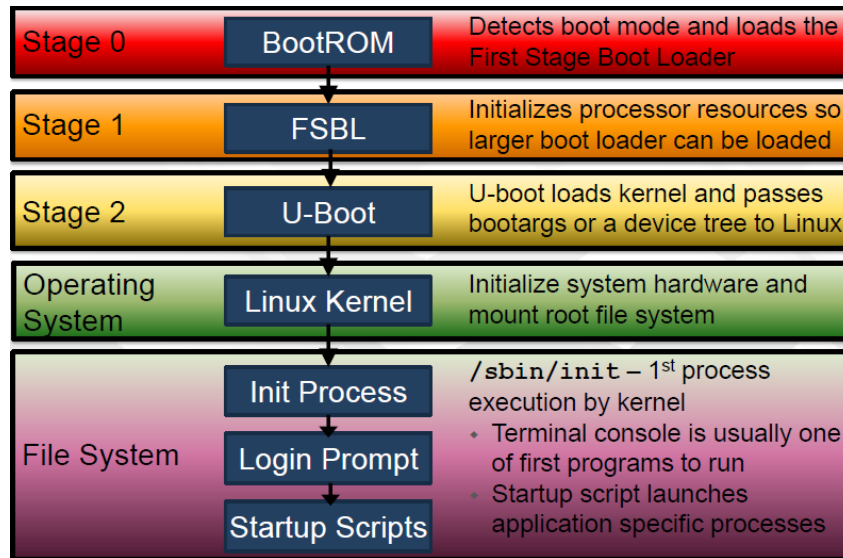 Stage 0
BootROM
Detects boot mode and loads the
First Stage Boot Loader
Stage 1
FSBL
Initializes processor resources so
larger boot loader can be loaded
Stage 2
U-Boot
U-boot loads kernel and passes
bootargs or a device tree to Linux
Operating
System
Linux Kernel
Initialize system hardware and
mount root file system
File System
Init Process
Login Prompt
Startup Scripts
/sbin/init – 1st process
execution by kernel
Terminal console is usually one
of first programs to run
Startup script launches
application specific processes